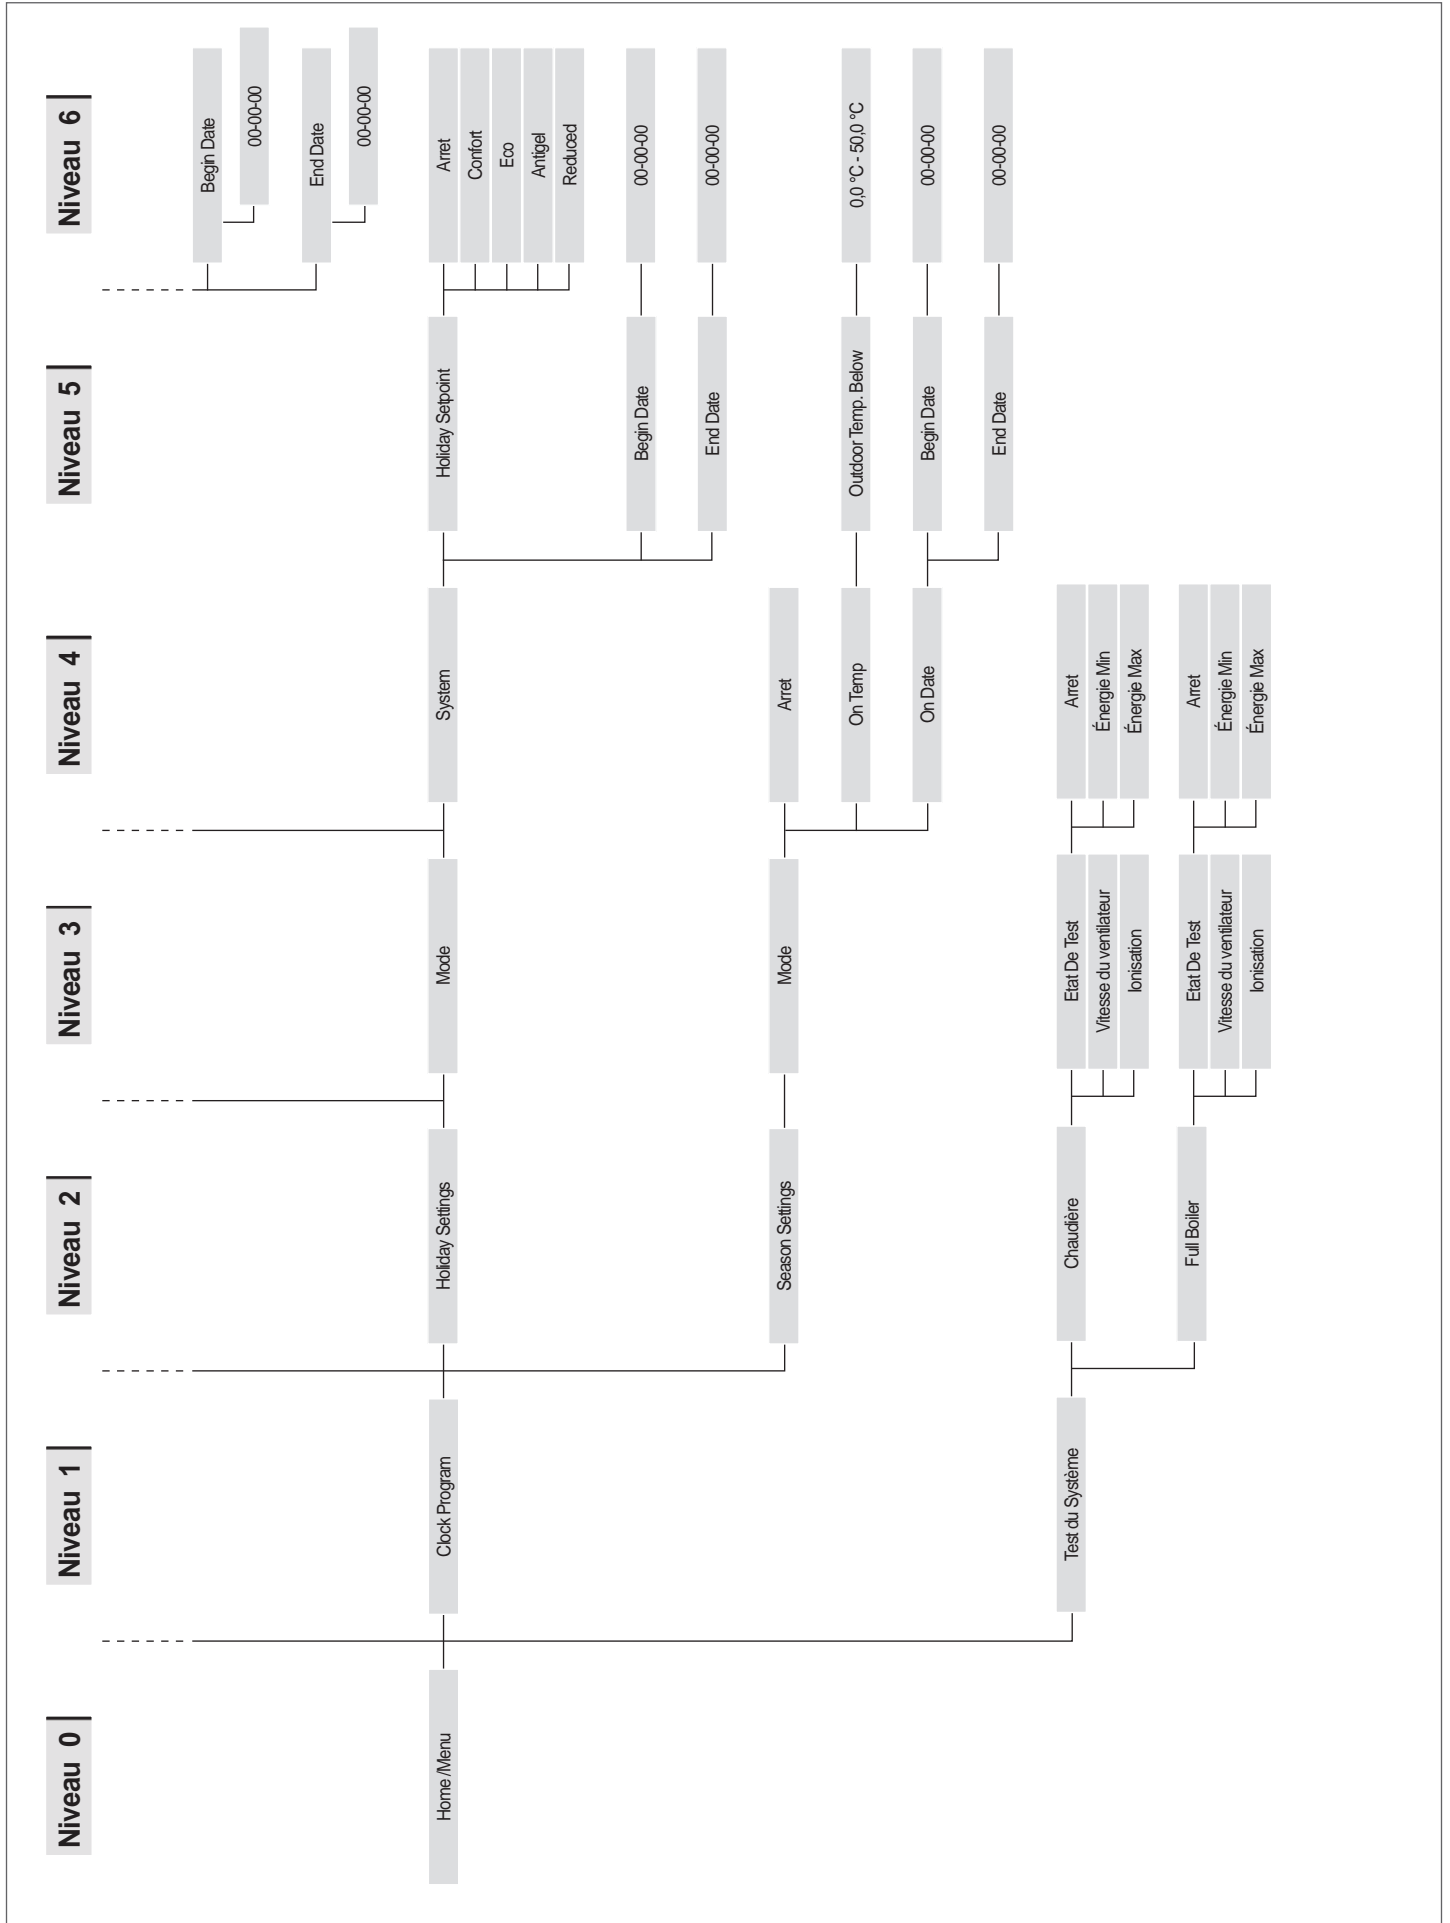 Niveau 0
Niveau 1
Niveau 2
Niveau 3
Niveau 4
Niveau 5
Niveau 6
Begin Date
00-00-00
End Date
00-00-00
Home /Menu
Clock Program
Holiday Settings
Mode
System
Holiday Setpoint
Arret
Confort
Eco
Antigel
Reduced
Begin Date
00-00-00
End Date
00-00-00
Season Settings
Mode
Arret
On Temp
Outdoor Temp. Below
0,0 °C - 50,0 °C
On Date
Begin Date
00-00-00
End Date
00-00-00
Test du Système
Chaudière
Etat De Test
Arret
Vitesse du ventilateur
Énergie Min
Ionisation
Énergie Max
Full Boiler
Etat De Test
Arret
Vitesse du ventilateur
Énergie Min
Ionisation
Énergie Max